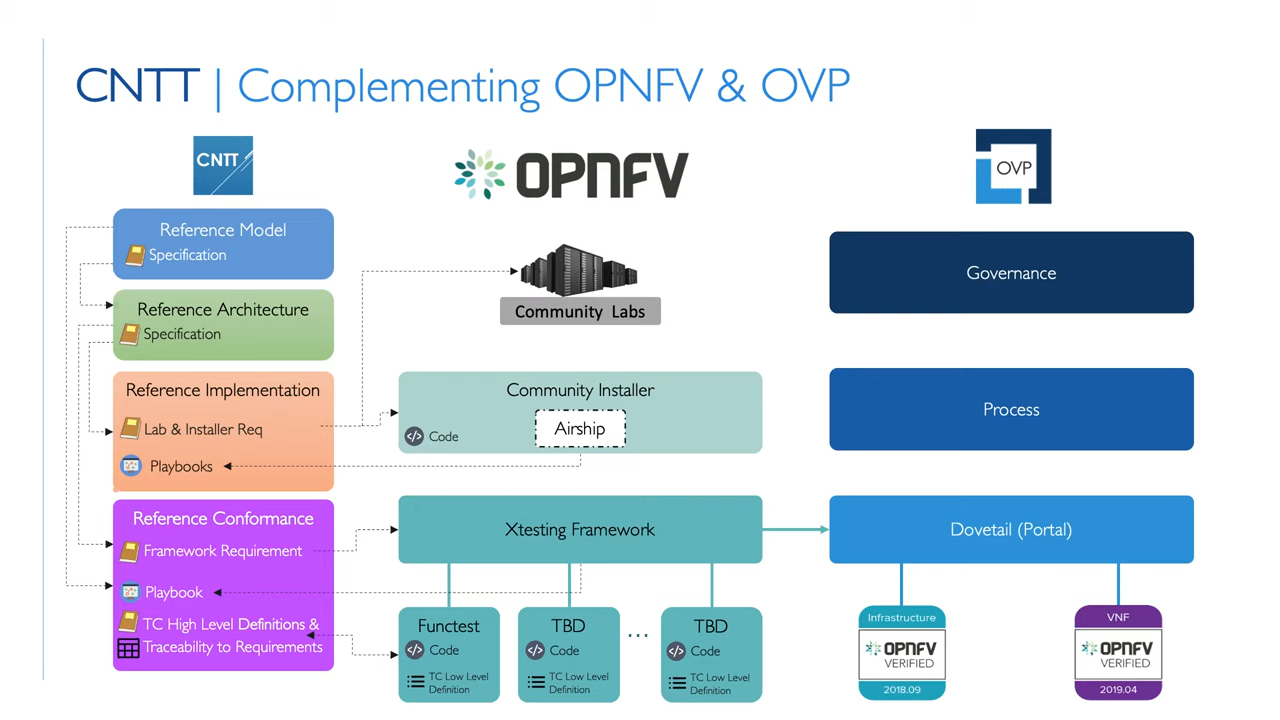 CNTT | Complementing OPNFV & OVP
CNTT
OPNFV
OVP
Reference Model
Specification
Reference Architecture
Specification
Reference Implementation
Lab & Installer Req
Playbooks
Reference Conformance
Framework Requirement
Playbook
TC High Level Definitions &
Traceability to Requirements
Community Labs
Community Installer
Airship
</> Code
Xtesting Framework
Functest
</> Code
TC Low Level
Definition
TBD
</> Code
TC Low Level
Definition
...
TBD
</> Code
TC Low Level
Definition
Governance
Process
Dovetail (Portal)
Infrastructure
OPNFV
VERIFIED
2018.09
VNF
OPNFV
VERIFIED
2019.04